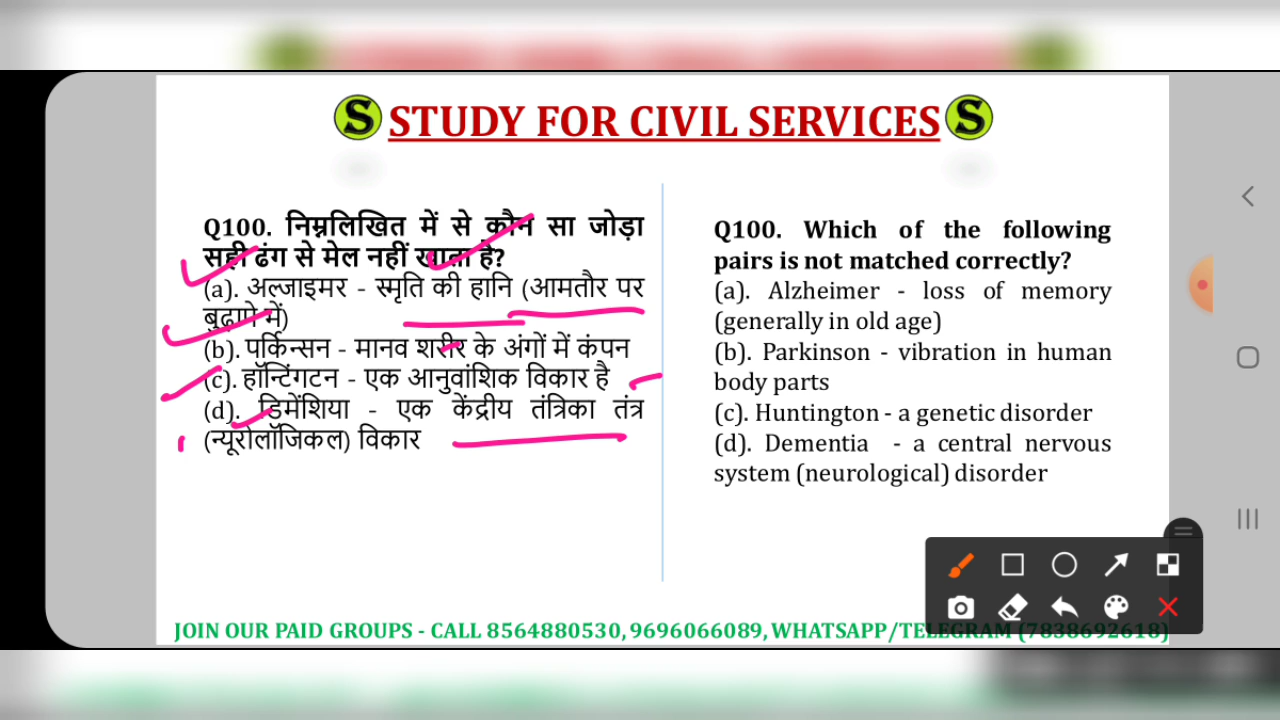 S STUDY FOR CIVIL SERVICES S
Q100. निम्नलिखित में से कौन सा जोड़ा
सही ढंग से मेल नहीं खाता है?
(a). अल्जाइमर - स्मृति की हानि (आमतौर पर
बुढ़ापे में)
(b). पर्किन्सन - मानव शरीर के अंगों में कंपन
(c). हॉन्टिंगटन - एक आनुवांशिक विकार है
(d). डिमेंशिया - एक केंद्रीय तंत्रिका तंत्र
(न्यूरोलॉजिकल) विकार
Q100. Which of the following
pairs is not matched correctly?
(a). Alzheimer - loss of memory
(generally in old age)
(b). Parkinson - vibration in human
body parts
(c). Huntington - a genetic disorder
(d). Dementia - a central nervous
system (neurological) disorder
JOIN OUR PAID GROUPS - CALL 8564880530, 9696066089, WHATSAPP/TELEGRAM (7838692618)